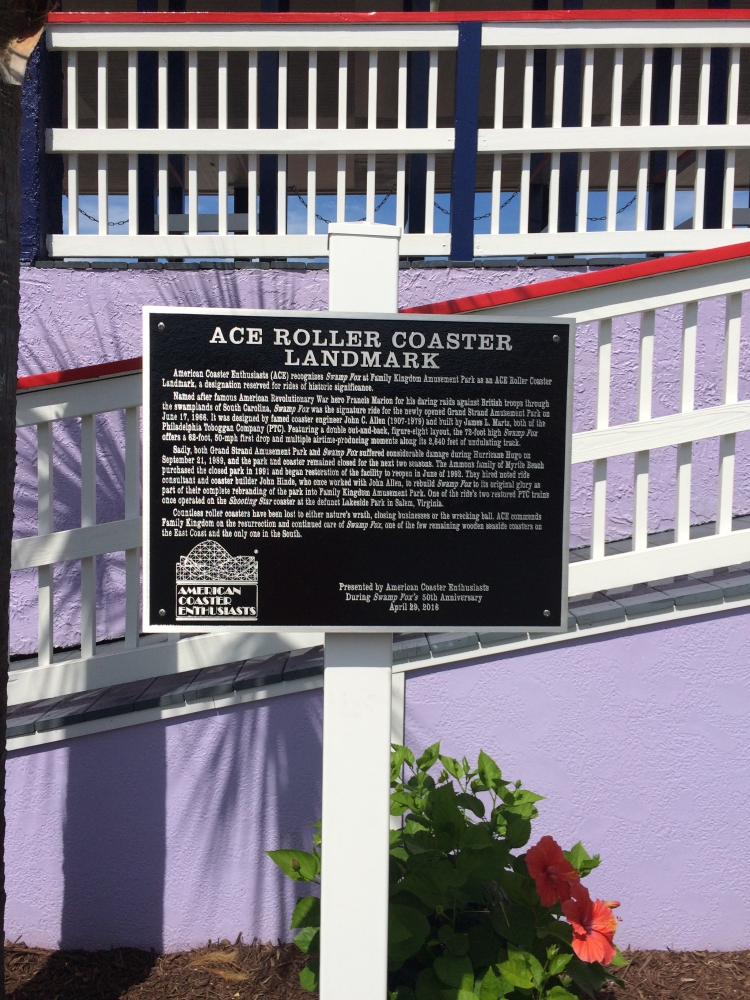 ACE ROLLER COASTER
LANDMARK
American Coaster Enthusiasts (ACE) recognizes Swamp Fox at Family Kingdom Amusement Park as an ACE Roller Coaster
Landmark, a designation reserved for rides of historic significance.
Named after famous American Revolutionary War hero Francis Marion for his daring raids against British troops through
the swamplands of South Carolina, Swamp Fox was the signature ride for the newly opened Grand Strand Amusement Park on
June 17, 1966. It was designed by famed coaster engineer John C. Allen (1907-1979) and built by James L. Martz, both of the
Philadelphia Toboggan Company (PTC). Featuring a double out-and-back, figure-eight layout, the 72-foot high Swamp Fox
offers a 62-foot, 50-mph first drop and multiple airtime-producing moments along its 2,640 feet of undulating track.
Sadly, both Grand Strand Amusement Park and Swamp Fox suffered considerable damage during Hurricane Hugo on
September 21, 1989, and the park and coaster remained closed for the next two seasons. The Ammons family of Myrtle Beach
purchased the closed park in 1991 and began restoration of the facility to reopen in June of 1992. They hired noted ride
consultant and coaster builder John Hinde, who once worked with John Allen, to rebuild Swamp Fox to its original glory as
part of their complete rebranding of the park into Family Kingdom Amusement Park. One of the ride's two restored PTC trains
once operated on the Shooting Star coaster at the defunct Lakeside Park in Salem, Virginia.
Countless roller coasters have been lost to either nature's wrath, closing businesses or the wrecking ball. ACE commends
Family Kingdom on the resurrection and continued care of Swamp Fox, one of the few remaining wooden seaside coasters on
the East Coast and the only one in the South.
AMERICAN
COASTER
ENTHUSIASTS
Presented by American Coaster Enthusiasts
During Swamp Fox's 50th Anniversary
April 29, 2016